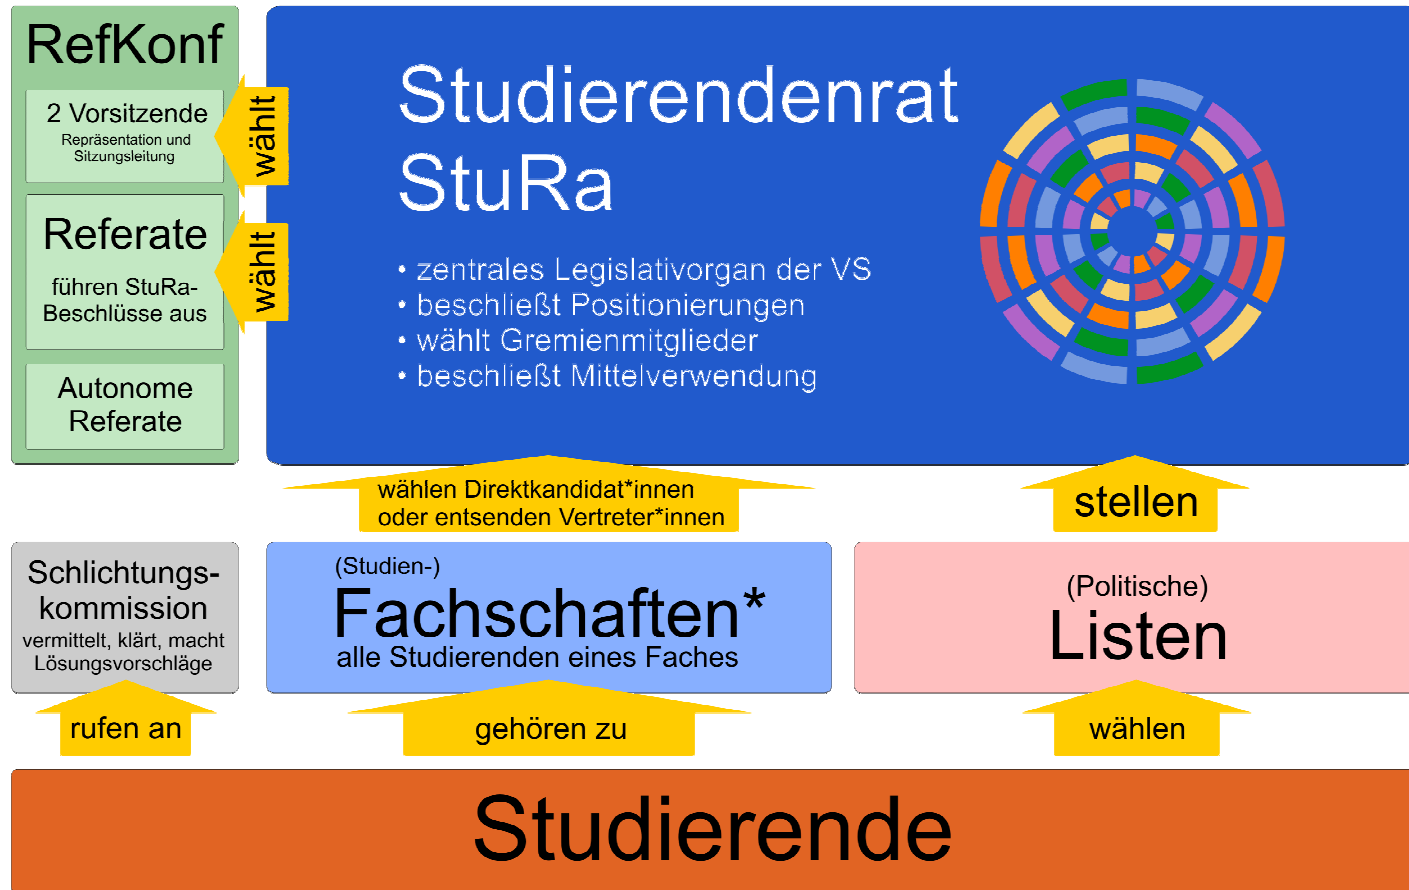 RefKonf
2 Vorsitzende
Repräsentation und
Sitzungsleitung
wählt
Referate
führen StuRa-
Beschlüsse aus
wählt
Autonome
Referate
Studierendenrat
StuRa
• zentrales Legislativorgan der VS
• beschließt Positionierungen
• wählt Gremienmitglieder
• beschließt Mittelverwendung
wählen Direktkandidat*innen
oder entsenden Vertreter*innen
stellen
Schlichtungs-
kommission
vermittelt, klärt, macht
Lösungsvorschläge
(Studien-)
Fachschaften*
alle Studierenden eines Faches
(Politische)
Listen
rufen an
gehören zu
wählen
Studierende